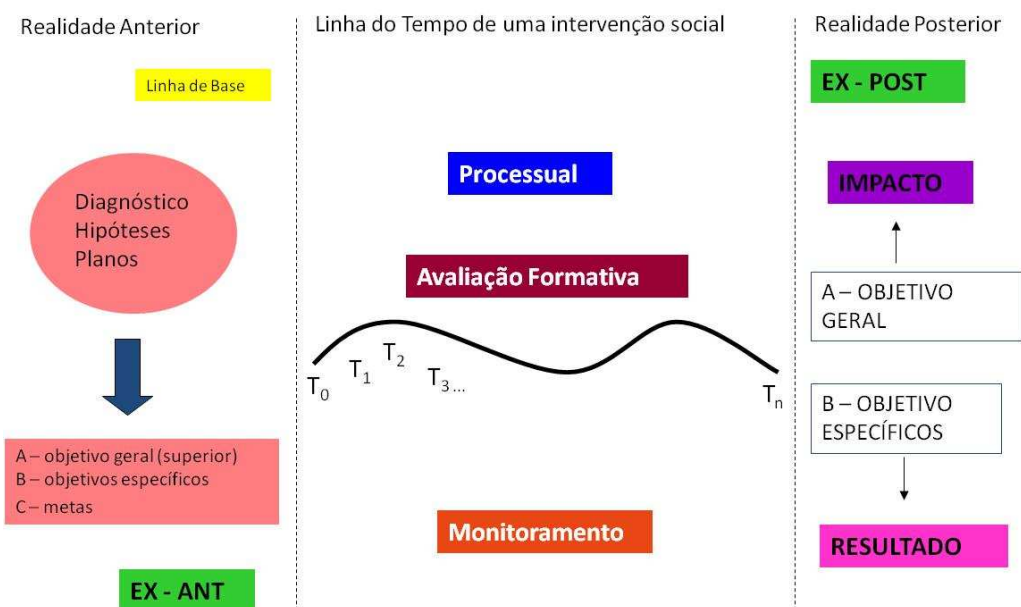 Realidade Anterior
Linha de Base
Diagnóstico
Hipóteses
Planos
A – objetivo geral (superior)
B – objetivos específicos
C – metas
EX - ANT
Linha do Tempo de uma intervenção social
Processual
Avaliação Formativa
T0
T1
T2
T3...
Tn
Monitoramento
Realidade Posterior
EX - POST
IMPACTO
A – OBJETIVO
GERAL
B – OBJETIVO
ESPECÍFICOS
RESULTADO